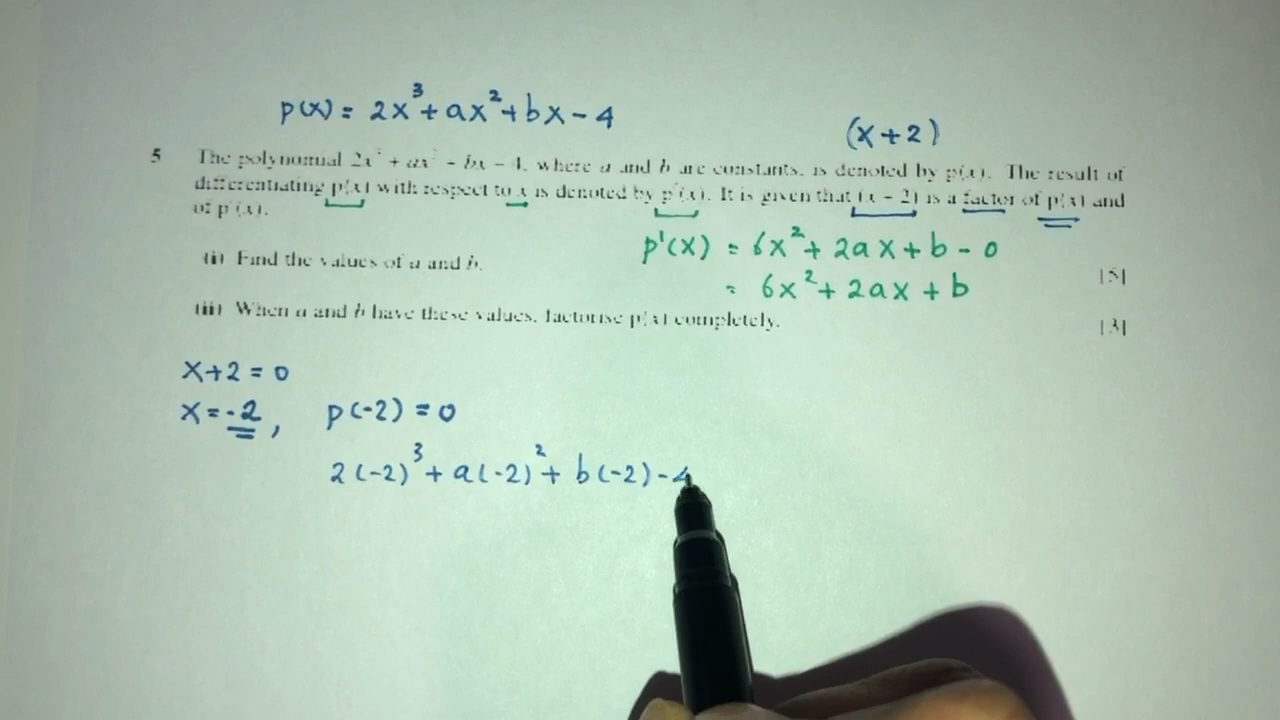 p(x) = 2x³ + ax² + bx - 4
(x+2)
5 The polynomial 2x³ + ax² + bx - 4, where a and b are constants, is denoted by p(x). The result of
differentiating p(x) with respect to x is denoted by p'(x). It is given that (x + 2) is a factor of p(x) and
of p'(x).
p'(x) = 6x² + 2ax + b - 0
(i) Find the values of a and b. [5]
= 6x² + 2ax + b
(ii) When a and b have these values, factorise p(x) completely. [3]
x+2 = 0
x = -2, p(-2) = 0
2(-2)³ + a(-2)² + b(-2) - 4